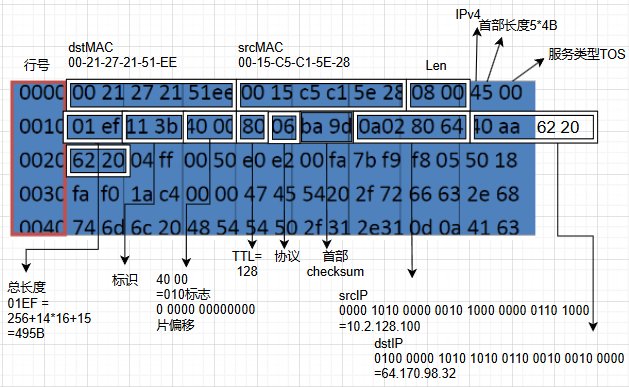 IPv4
首部长度5*4B
服务类型TOS
dstMAC
00-21-27-21-51-EE
srcMAC
00-15-C5-C1-5E-28
行号
Len
0000 00 21 27 21 51ee 00 15 c5 c1 5e 28 08 00 45 00
0010 01 ef 11 3b 40 00 80 06 ba 9d 0a02 80 64 40 aa 62 20
0020 62 20 04 ff 00 50 e0 e2 00 fa 7b f9 f8 05 50 18
0030 fa f0 1a c4 00 00 47 45 5420 2f 72 66 63 2e 68
0040 74 6d 6c 20 48 54 54 50 2f 31 2e31 0d 0a 41 63
总长度
01EF =
256+14*16+15
=495B
标识
40 00
=010标志
0 0000 00000000
片偏移
TTL=
128
协议
首部
checksum
srcIP
0000 1010 0000 0010 1000 0000 0110 1000
=10.2.128.100
dstIP
0100 0000 1010 1010 0110 0010 0010 0000
=64.170.98.32